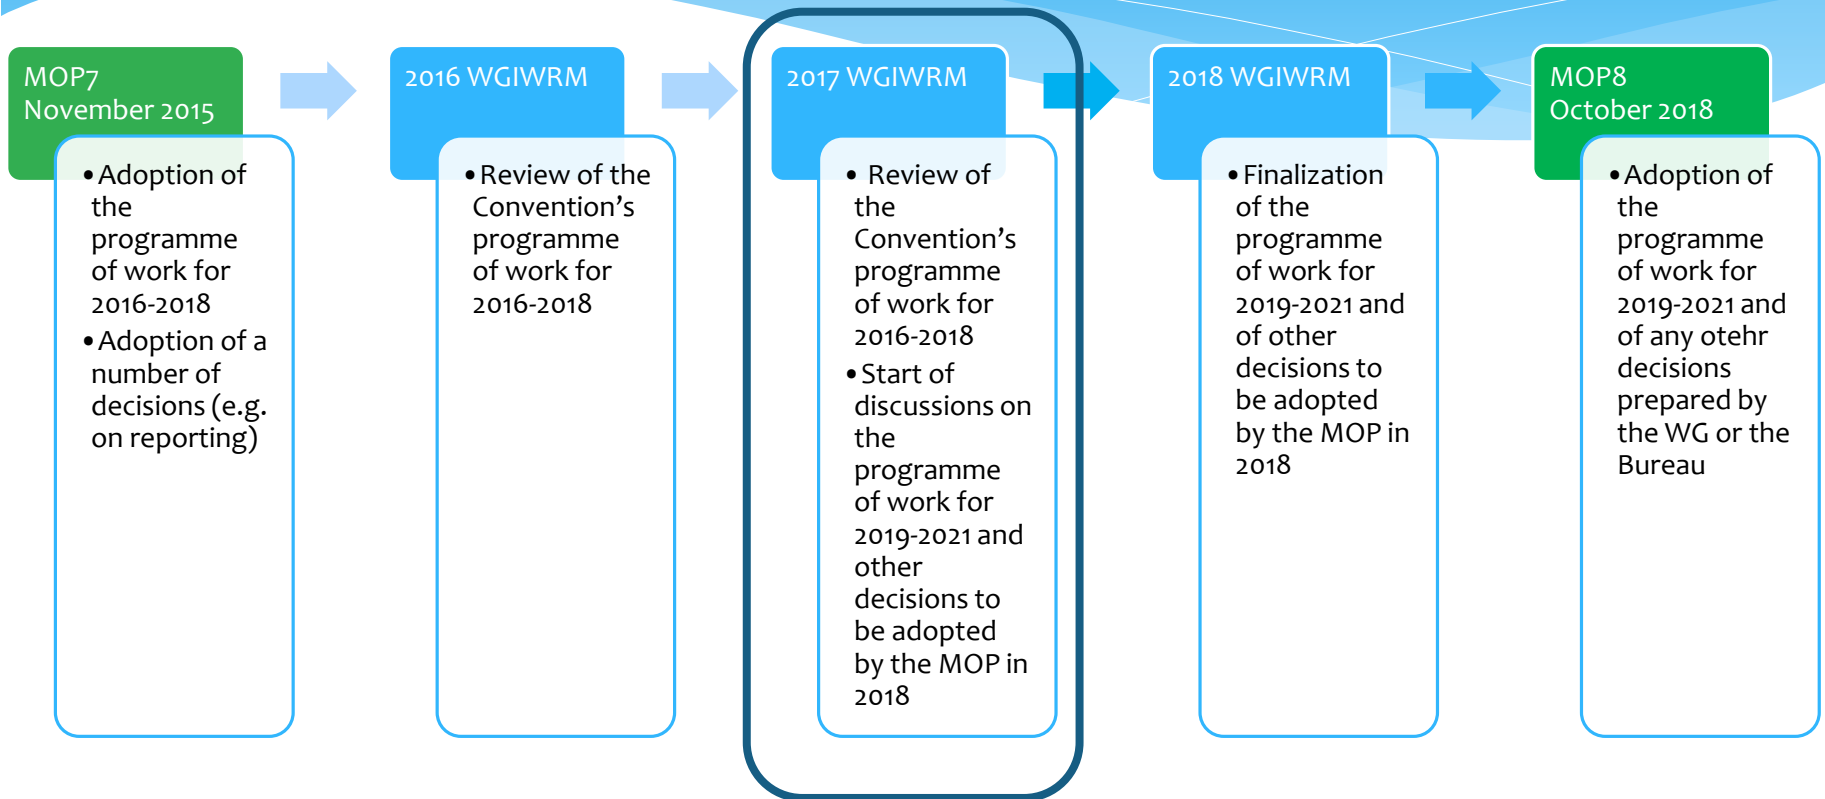 MOP7
November 2015
•Adoption of
the
programme
of work for
2016-2018
•Adoption of a
number of
decisions (e.g.
on reporting)
2016 WGIWRM
•Review of the
Convention's
programme
of work for
2016-2018
2017 WGIWRM
• Review of
the
Convention's
programme
of work for
2016-2018
•Start of
discussions on
the
programme
of work for
2019-2021 and
other
decisions to
be adopted
by the MOP in
2018
2018 WGIWRM
•Finalization
of the
programme
of work for
2019-2021 and
of other
decisions to
be adopted
by the MOP in
2018
MOP8
October 2018
•Adoption of
the
programme
of work for
2019-2021 and
of any otehr
decisions
prepared by
the WG or the
Bureau